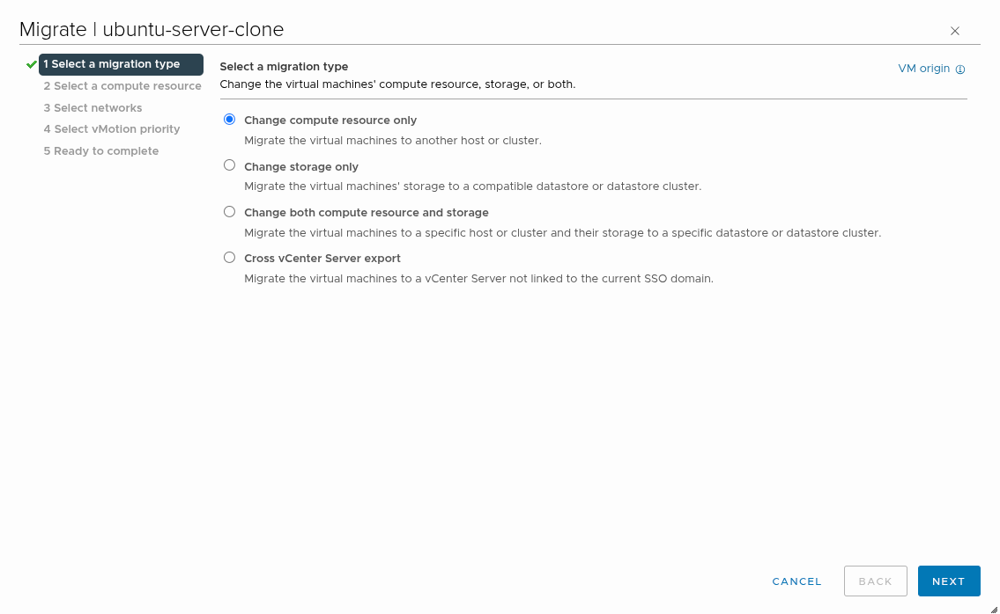 Migrate | ubuntu-server-clone
1 Select a migration type
2 Select a compute resource
3 Select networks
4 Select vMotion priority
5 Ready to complete
Select a migration type
VM origin
Change the virtual machines' compute resource, storage, or both.
Change compute resource only
Migrate the virtual machines to another host or cluster.
Change storage only
Migrate the virtual machines' storage to a compatible datastore or datastore cluster.
Change both compute resource and storage
Migrate the virtual machines to a specific host or cluster and their storage to a specific datastore or datastore cluster.
Cross vCenter Server export
Migrate the virtual machines to a vCenter Server not linked to the current SSO domain.
CANCEL
BACK
NEXT